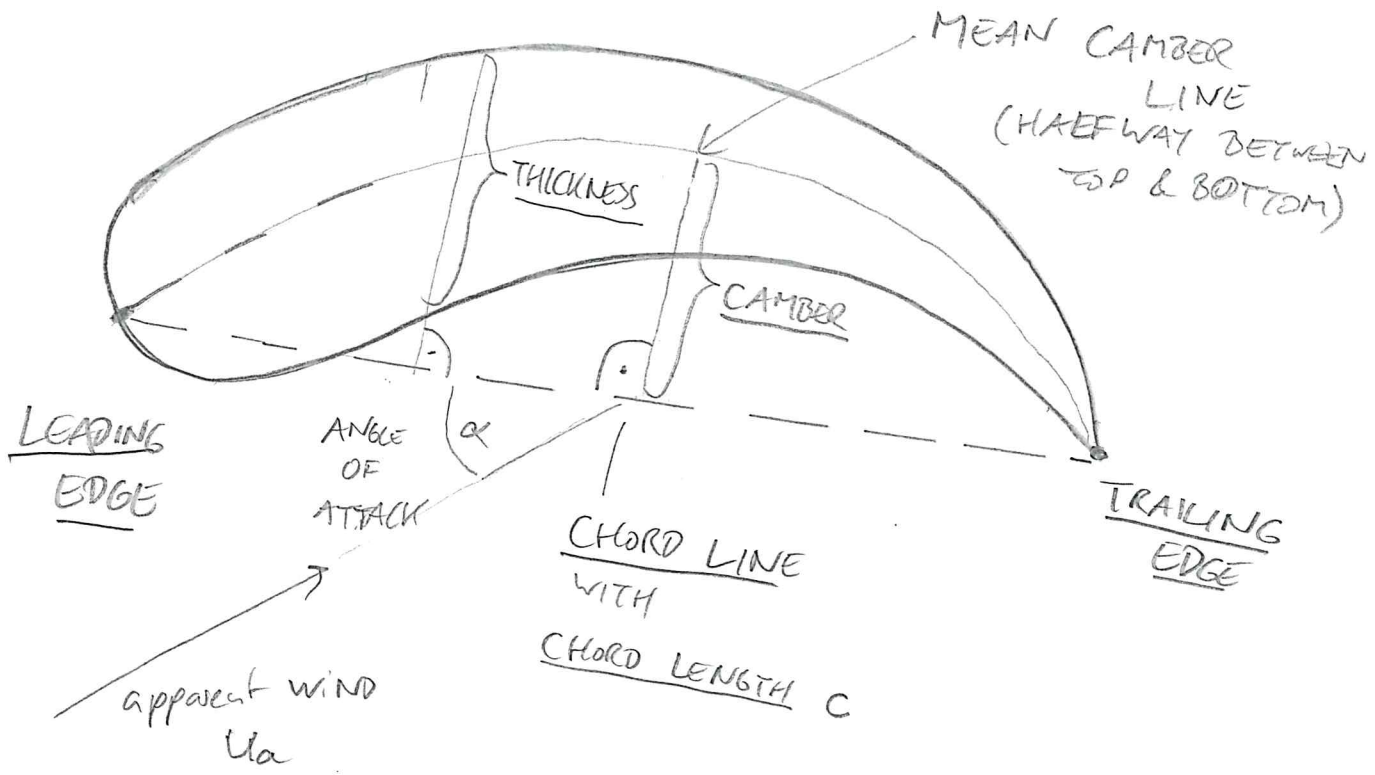 MEAN CAMBER
LINE
(HALFWAY BETWEEN
TOP & BOTTOM)
THICKNESS
CAMBER
LEADING
EDGE
ANGLE
OF
ATTACK
α
CHORD LINE
WITH
CHORD LENGTH C
TRAILING
EDGE
apparent WIND
Ua